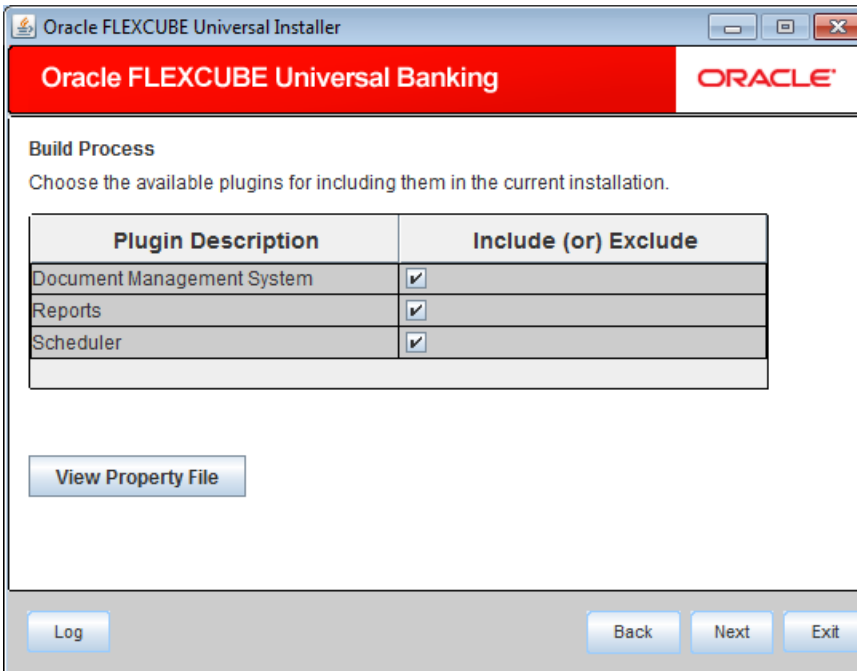 Oracle FLEXCUBE Universal Installer
Oracle FLEXCUBE Universal Banking
ORACLE
Build Process
Choose the available plugins for including them in the current installation.
Plugin Description Include (or) Exclude
Document Management System
Reports
Scheduler
View Property File
Log Back Next Exit